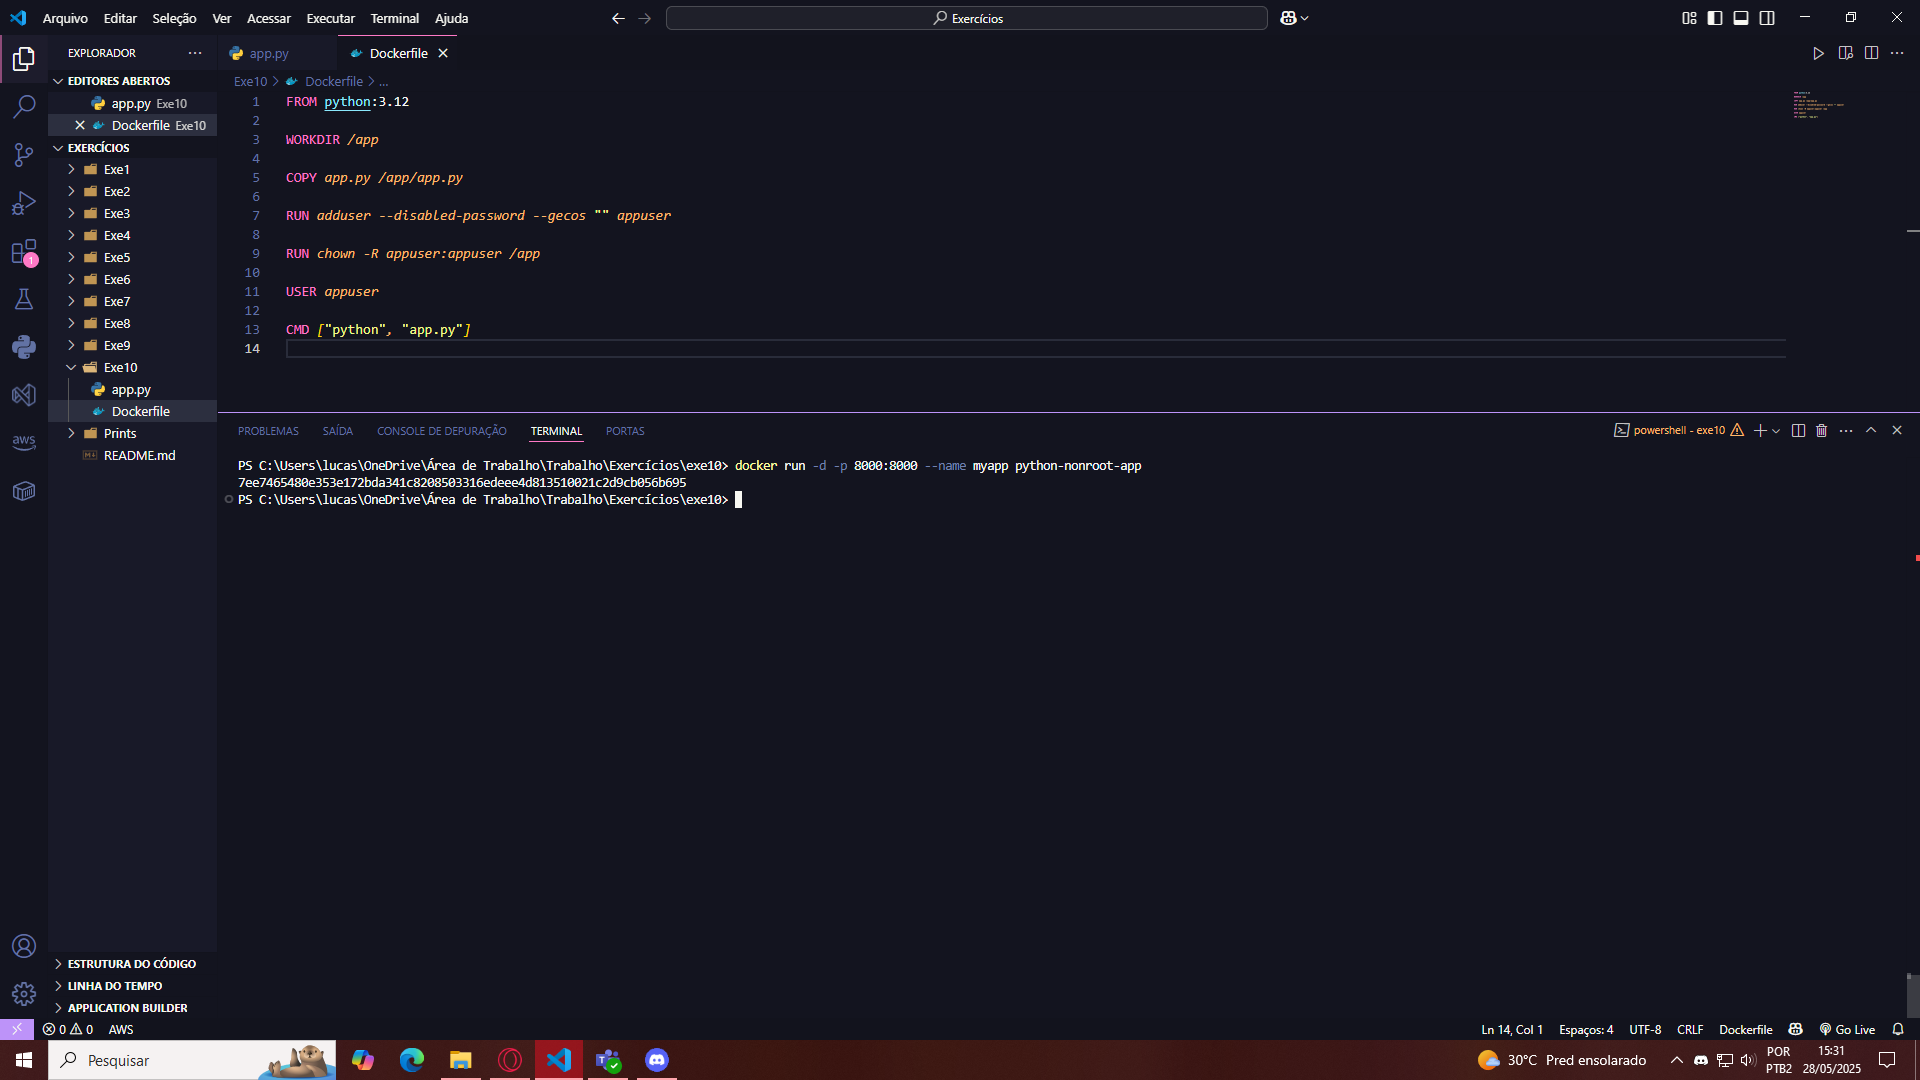 Arquivo Editar Seleção Ver Acessar Executar Terminal Ajuda
Exercícios
EXPLORADOR
app.py
Dockerfile
EDITORES ABERTOS
app.py Exe10
Dockerfile Exe10
EXERCÍCIOS
Exe1
Exe2
Exe3
Exe4
Exe5
Exe6
Exe7
Exe8
Exe9
Exe10
app.py
Dockerfile
Prints
README.md
1
aws
Exe10 > Dockerfile > ...
1 FROM python:3.12
2
3 WORKDIR /app
4
5 COPY app.py /app/app.py
6
7 RUN adduser --disabled-password --gecos "" appuser
8
9 RUN chown -R appuser:appuser /app
10
11 USER appuser
12
13 CMD ["python", "app.py"]
14
PROBLEMAS SAÍDA CONSOLE DE DEPURAÇÃO TERMINAL PORTAS
powershell - exe10
PS C:\Users\lucas\OneDrive\Área de Trabalho\Trabalho\Exercícios\exe10> docker run -d -p 8000:8000 --name myapp python-nonroot-app
7ee7465480e353e172bda341c8208503316edeee4d813510021c2d9cb056b695
PS C:\Users\lucas\OneDrive\Área de Trabalho\Trabalho\Exercícios\exe10>
ESTRUTURA DO CÓDIGO
LINHA DO TEMPO
APPLICATION BUILDER
0 0 AWS
Ln 14, Col 1 Espaços: 4 UTF-8 CRLF Dockerfile Go Live
Pesquisar
30°C Pred ensolarado
POR
PTB2
15:31
28/05/2025